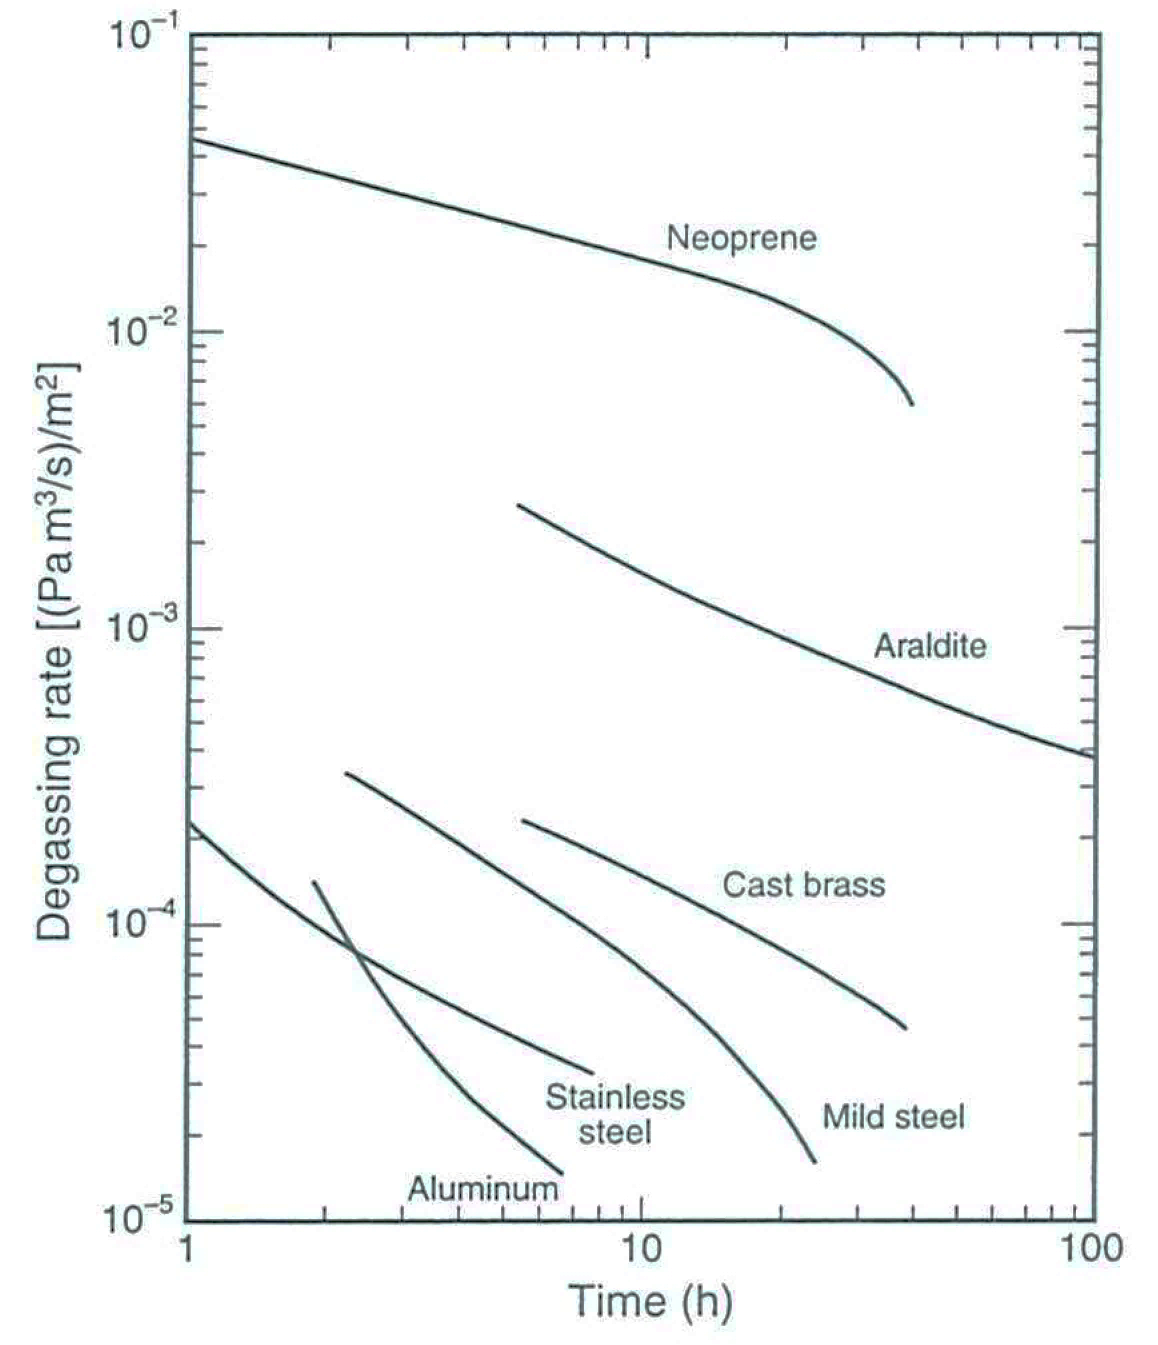 10⁻¹
Neoprene
10⁻²
Degassing rate [(Pa m³/s)/m²]
10⁻³
Araldite
Cast brass
10⁻⁴
Stainless
steel
Mild steel
Aluminum
10⁻⁵
1 10 100
Time (h)